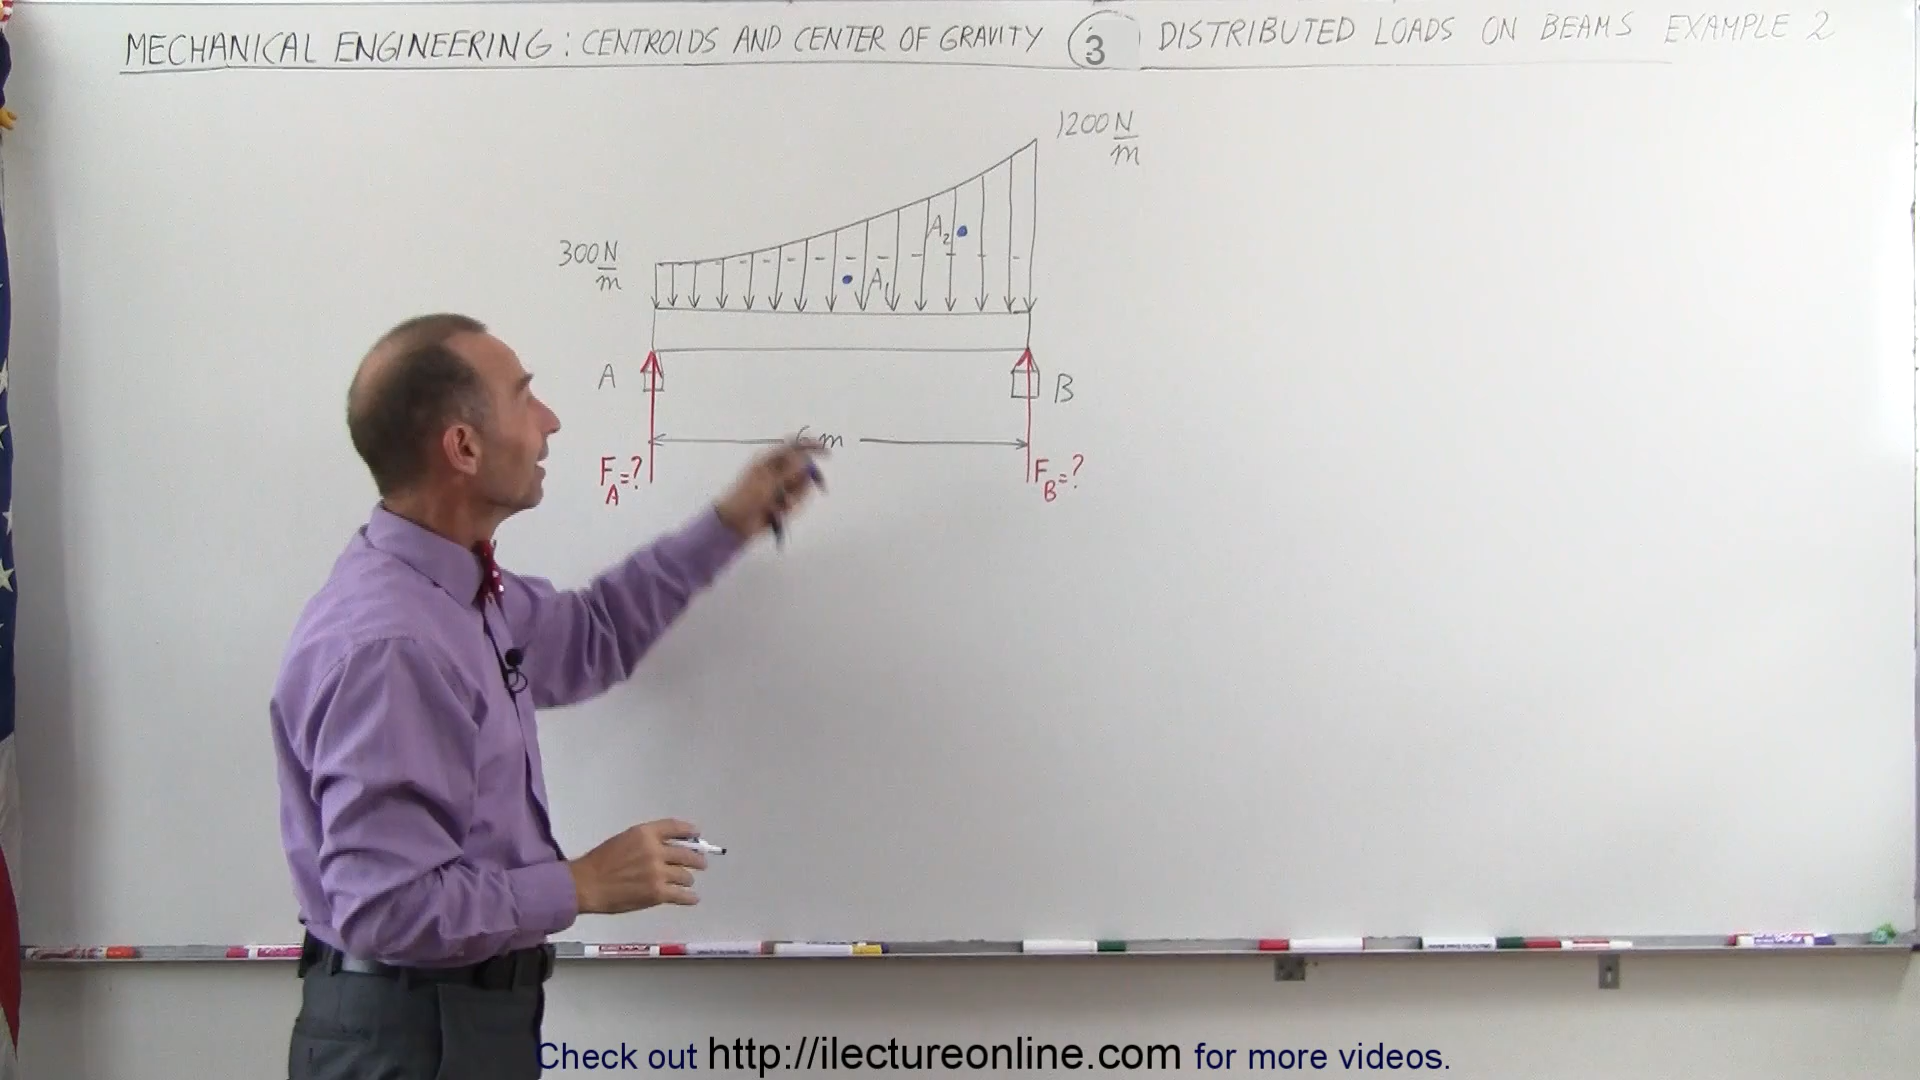 MECHANICAL ENGINEERING: CENTROIDS AND CENTER OF GRAVITY 3 DISTRIBUTED LOADS ON BEAMS EXAMPLE 2
1200 N/m
300 N/m
A2
A1
A
B
6 m
FA=?
FB=?
Check out http://ilectureonline.com for more videos.